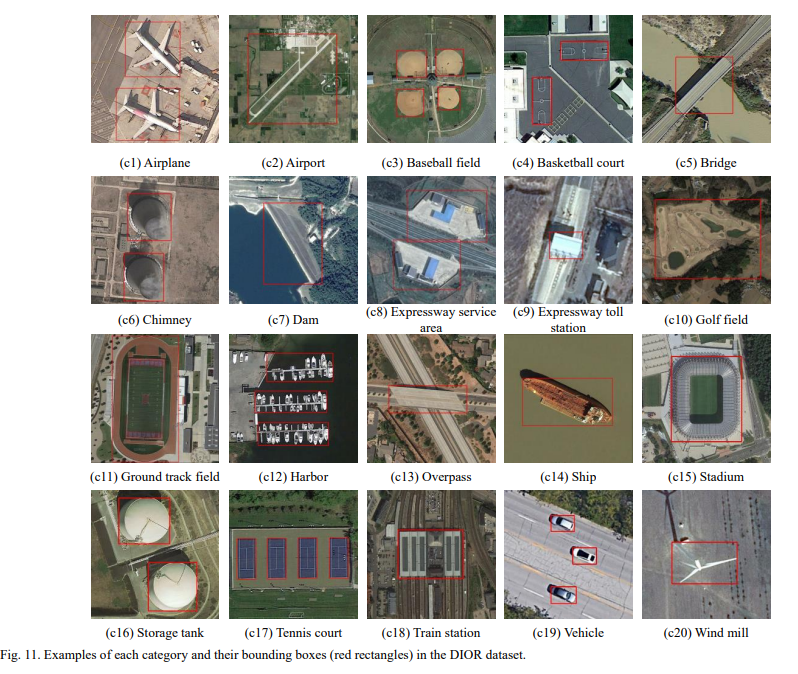 (c1) Airplane
(c2) Airport
(c3) Baseball field
(c4) Basketball court
(c5) Bridge
(c6) Chimney
(c7) Dam
(c8) Expressway service
area
(c9) Expressway toll
station
(c10) Golf field
(c11) Ground track field
(c12) Harbor
(c13) Overpass
(c14) Ship
(c15) Stadium
(c16) Storage tank
(c17) Tennis court
(c18) Train station
(c19) Vehicle
(c20) Wind mill
Fig. 11. Examples of each category and their bounding boxes (red rectangles) in the DIOR dataset.